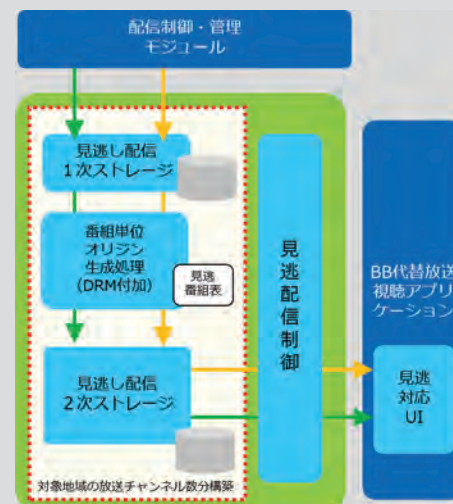 配信制御・管理
モジュール
見逃し配信
1次ストレージ
番組単位
オリジン
生成処理
(DRM付加)
見逃
番組表
見逃し配信
2次ストレージ
対象地域の放送チャンネル数分構築
見逃配信制御
BB代替放送
視聴アプリ
ケーション
見逃
対応
UI